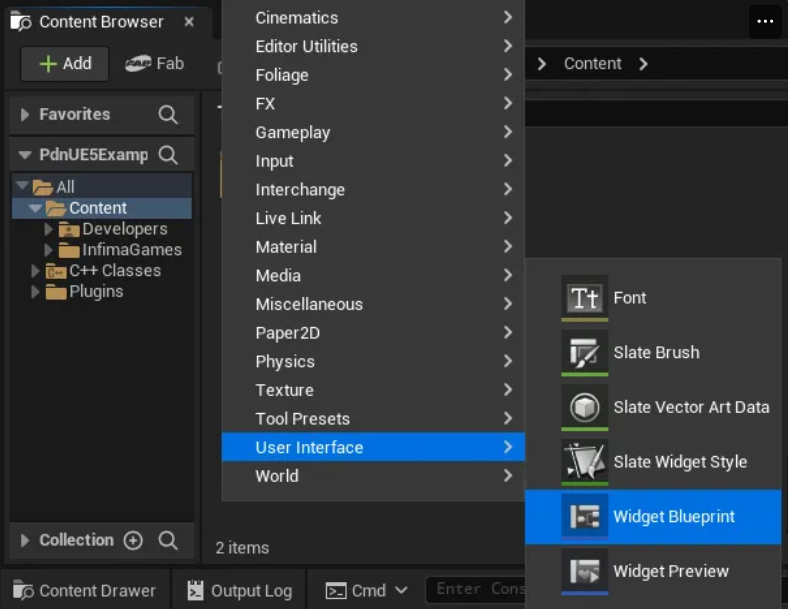 Content Browser
Add
Fab
Content
Favorites
PdnUE5Examp
All
Content
Developers
InfimaGames
C++ Classes
Plugins
Collection
Cinematics
Editor Utilities
Foliage
FX
Gameplay
Input
Interchange
Live Link
Material
Media
Miscellaneous
Paper2D
Physics
Texture
Tool Presets
User Interface
World
Font
Slate Brush
Slate Vector Art Data
Slate Widget Style
Widget Blueprint
Widget Preview
2 items
Content Drawer
Output Log
Cmd
Enter Cons